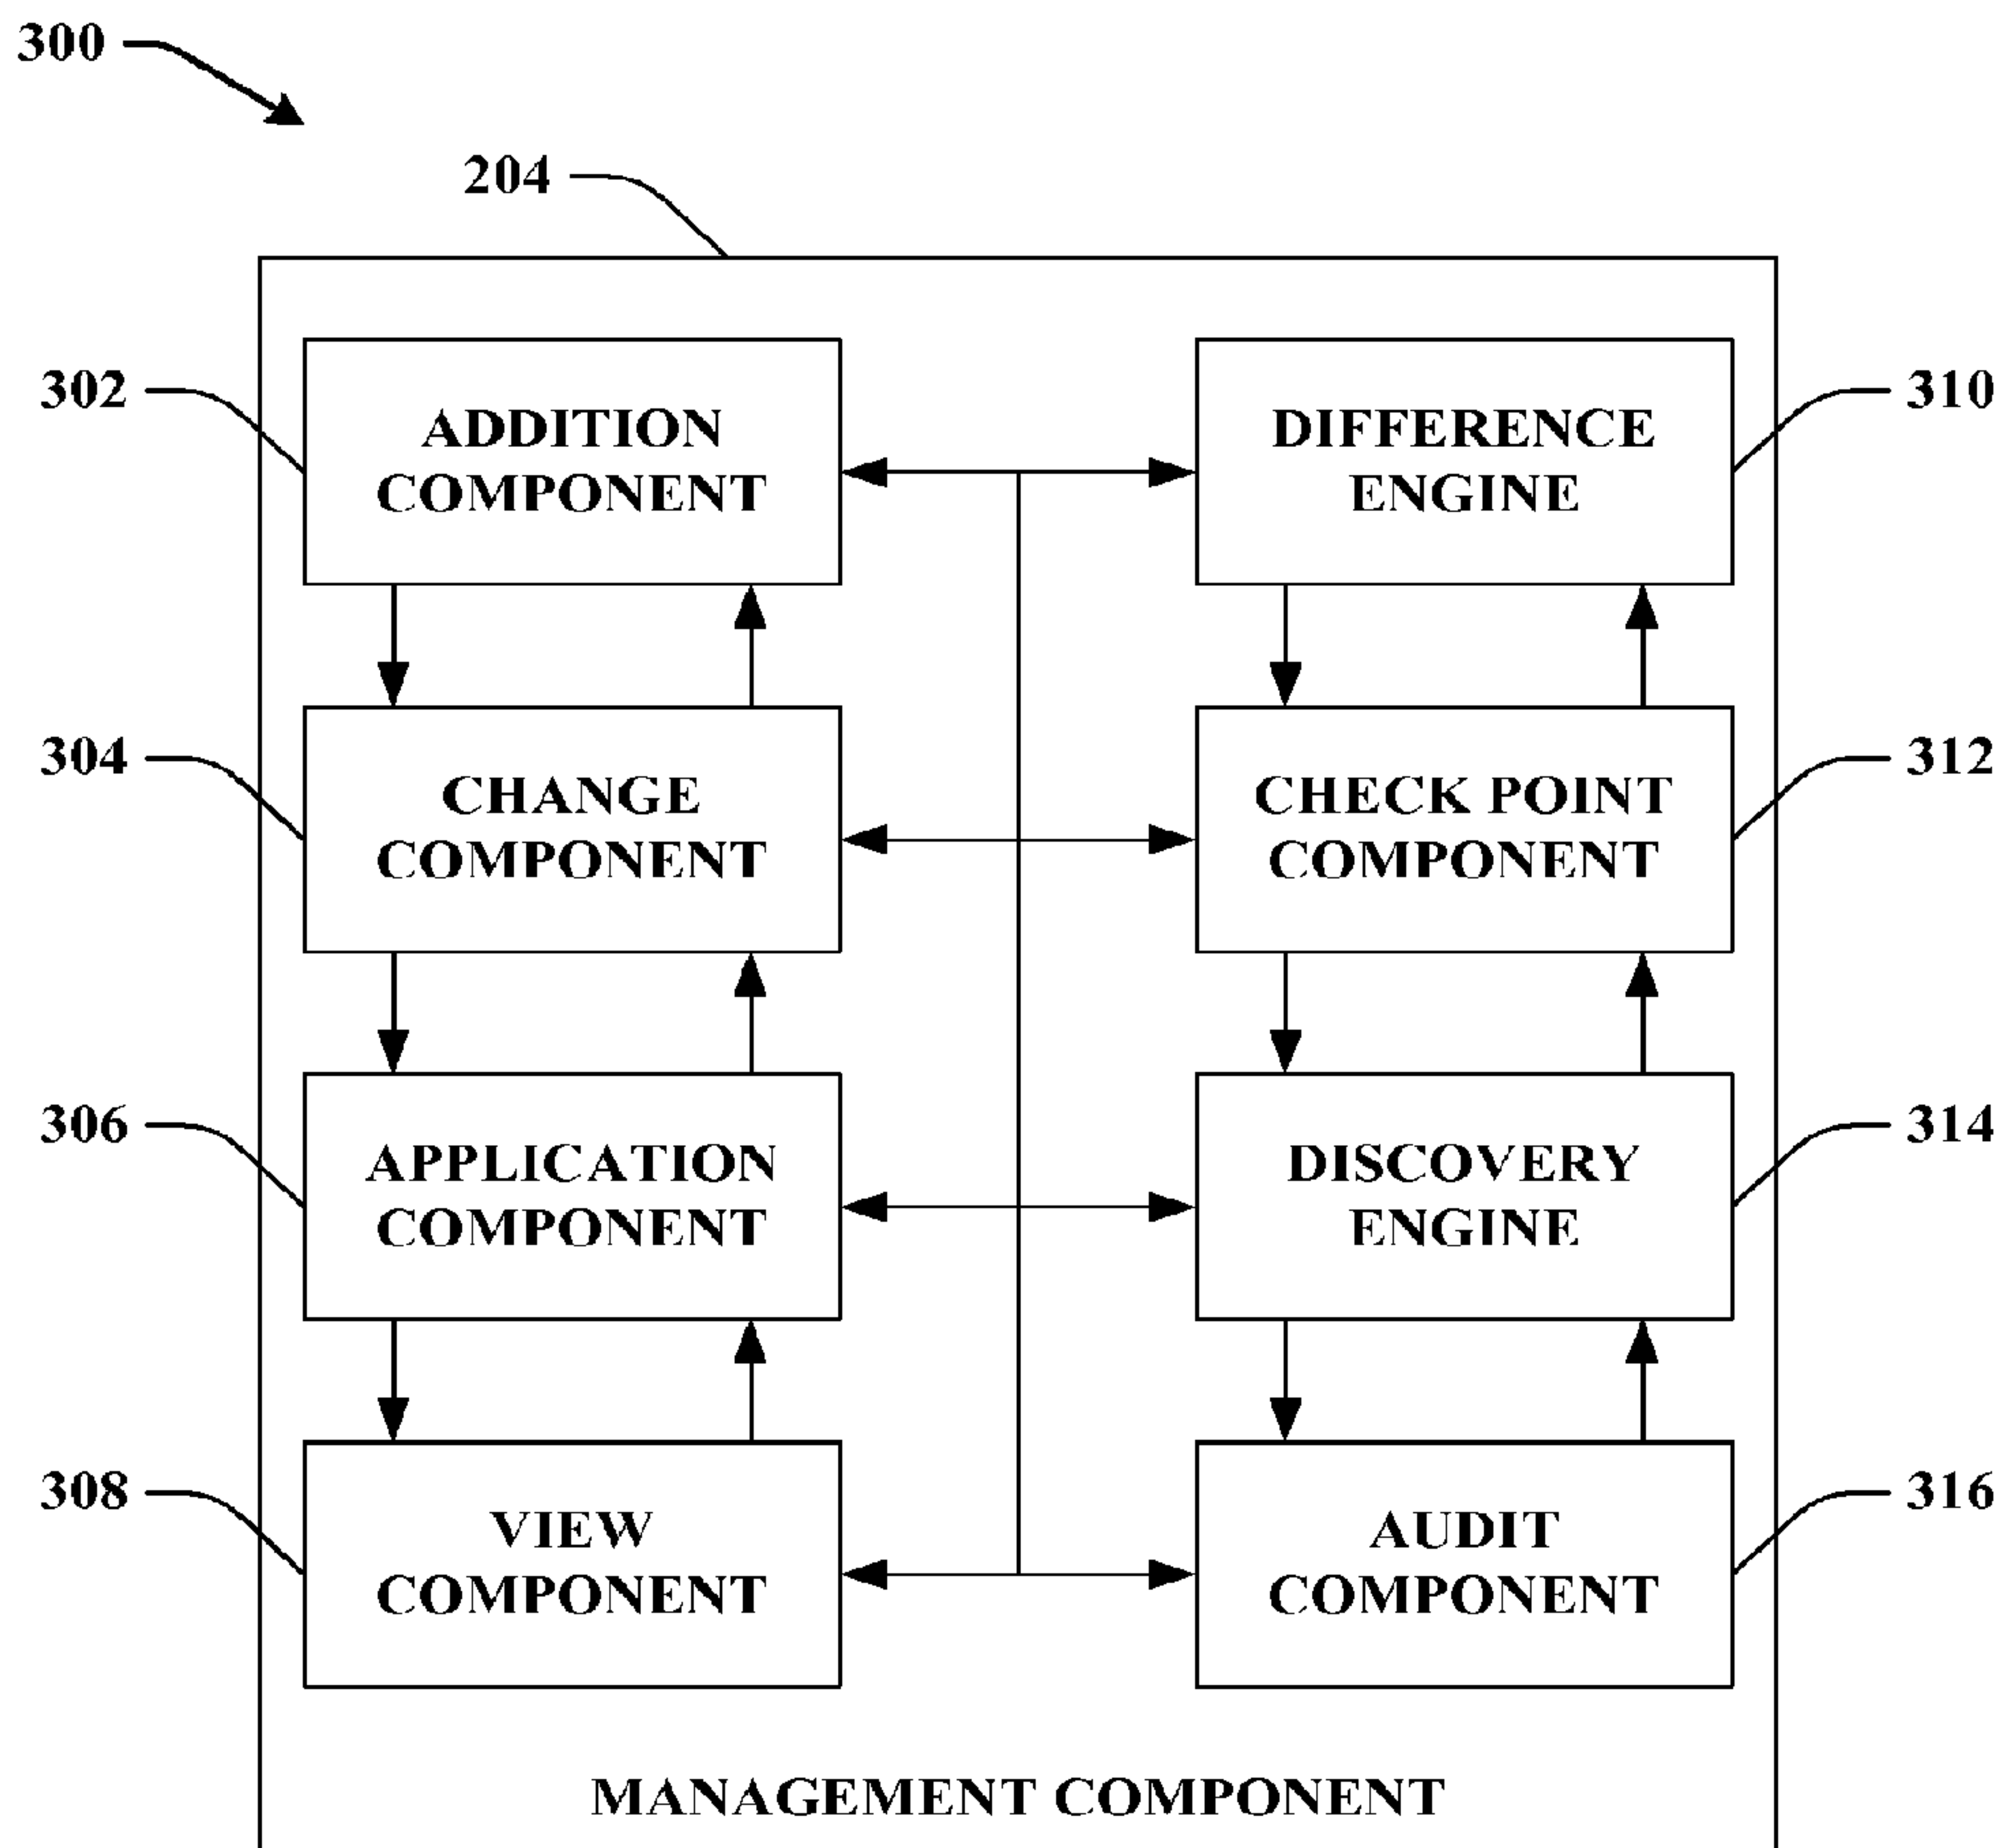 300
204
302
ADDITION
COMPONENT
DIFFERENCE
ENGINE
310
304
CHANGE
COMPONENT
CHECK POINT
COMPONENT
312
306
APPLICATION
COMPONENT
DISCOVERY
ENGINE
314
308
VIEW
COMPONENT
AUDIT
COMPONENT
316
MANAGEMENT COMPONENT